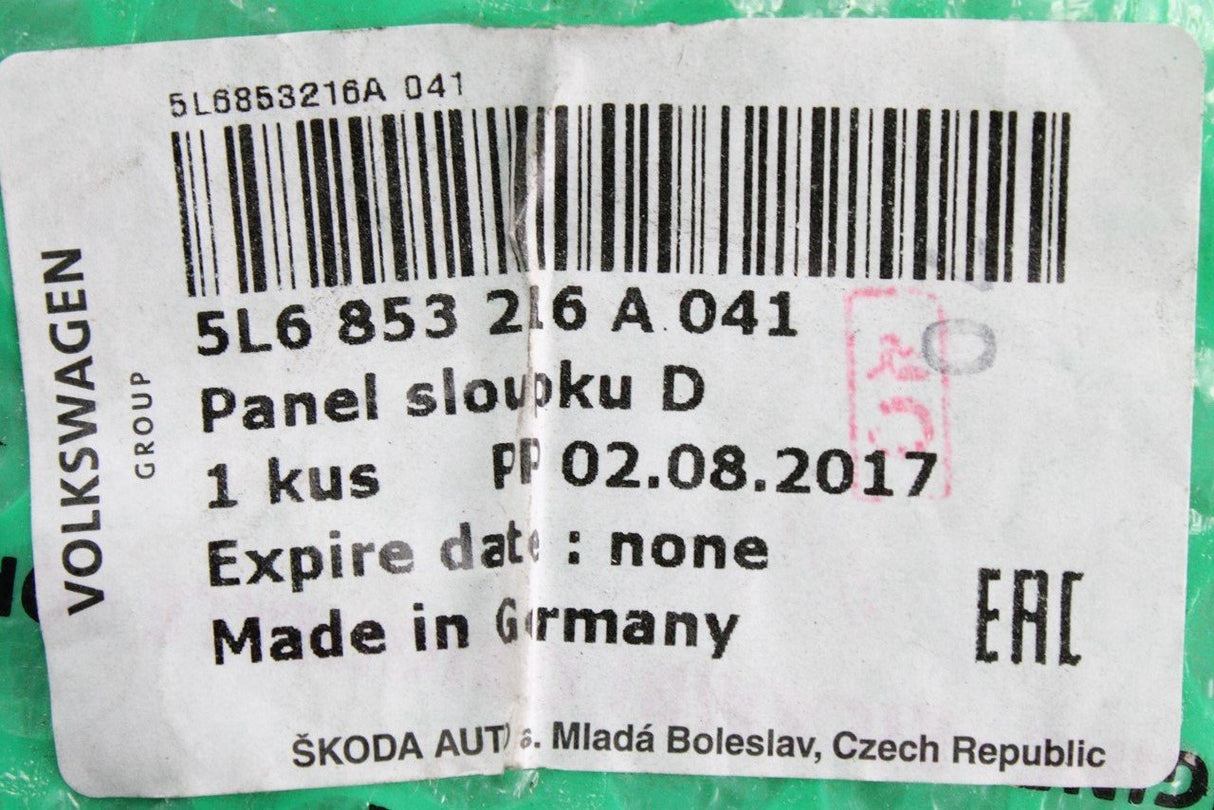 5L6853216A 041
5L6 853 216 A 041
Panel sloupku D
1 kus PP 02.08.2017
Expire date : none
Made in Germany
EAC
ŠKODA AUTO a. Mladá Boleslav, Czech Republic
VOLKSWAGEN
GROUP